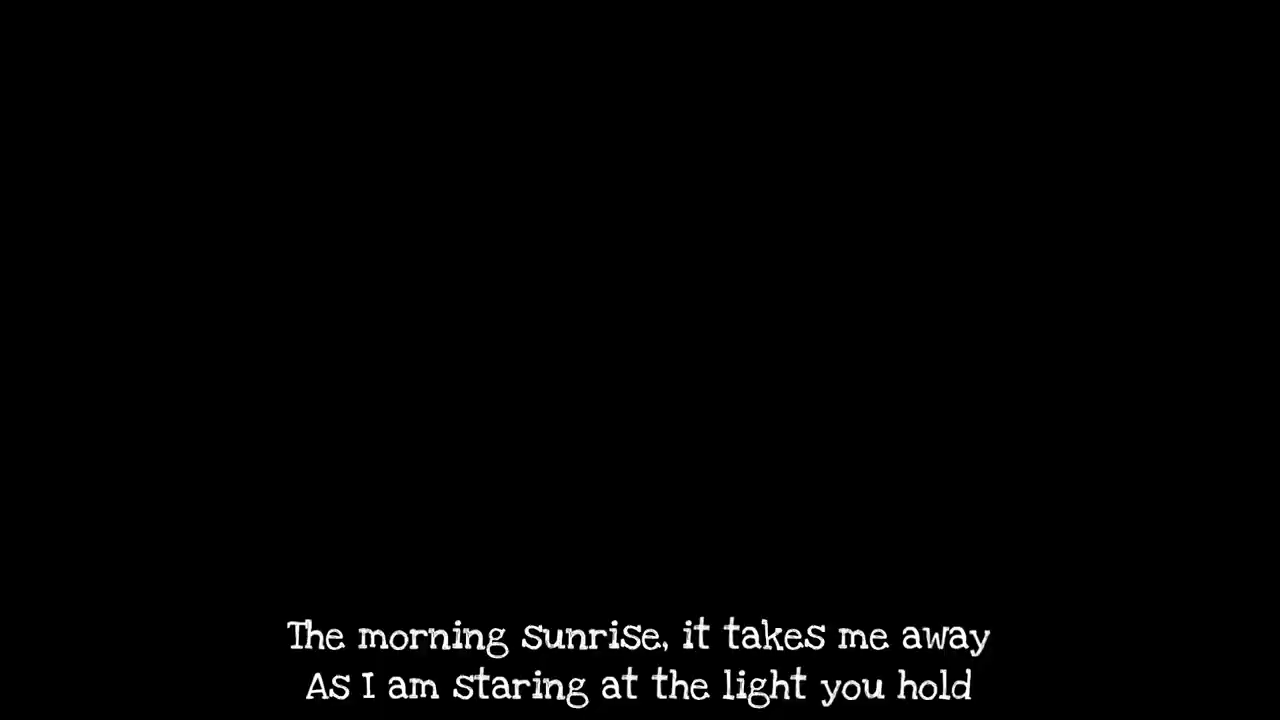 The morning sunrise, it takes me away
As I am staring at the light you hold